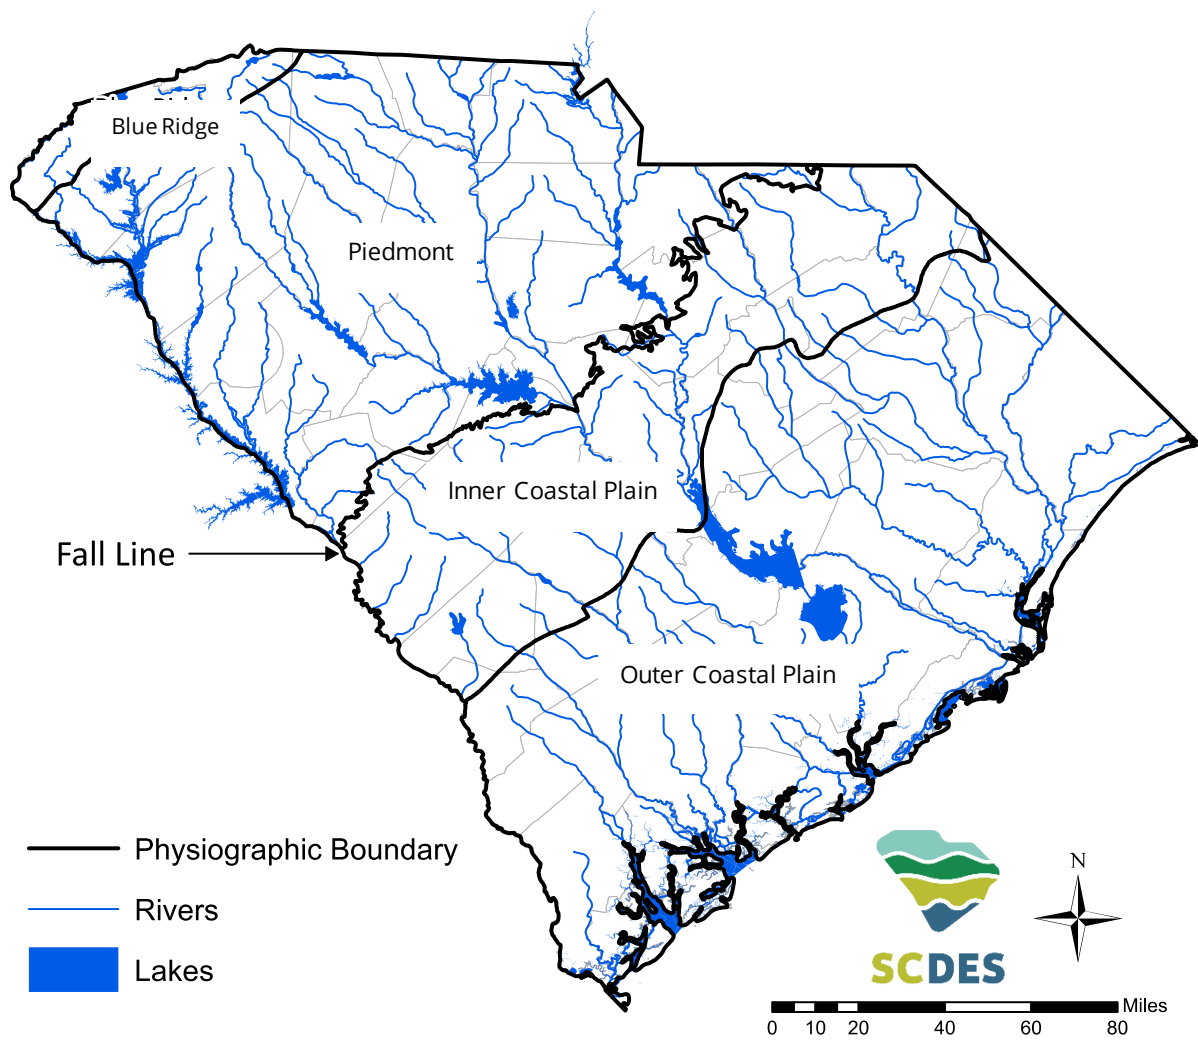 Blue Ridge
Piedmont
Inner Coastal Plain
Fall Line
Outer Coastal Plain
Physiographic Boundary
Rivers
Lakes
N
SCDES
Miles
0 10 20 40 60 80